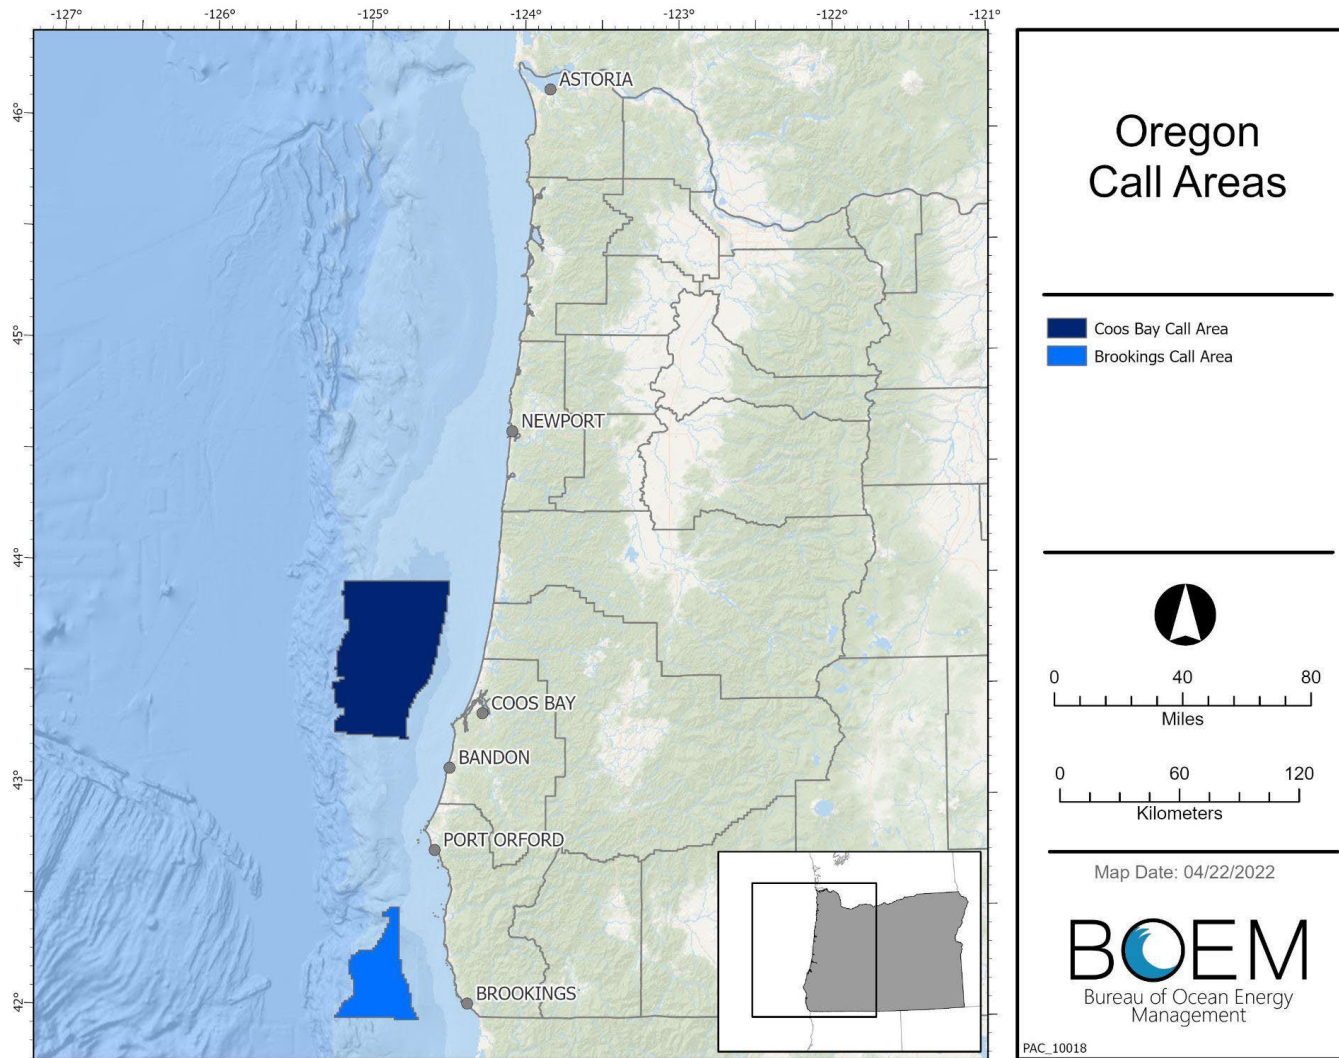 -127°
-126°
-125°
-124°
-123°
-122°
-121°
46°
45°
44°
43°
42°
ASTORIA
NEWPORT
COOS BAY
BANDON
PORT ORFORD
BROOKINGS
Oregon
Call Areas
Coos Bay Call Area
Brookings Call Area
0 40 80
Miles
0 60 120
Kilometers
Map Date: 04/22/2022
BOEM
Bureau of Ocean Energy
Management
PAC_10018